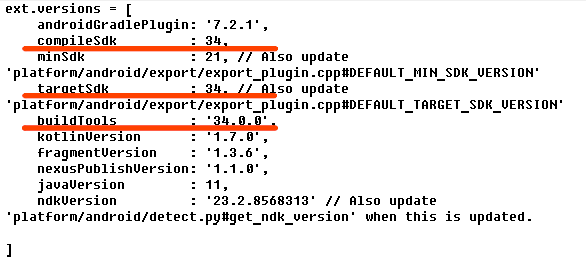 ext.versions = [
androidGradlePlugin: '7.2.1',
compileSdk : 34,
minSdk : 21, // Also update
'platform/android/export/export_plugin.cpp#DEFAULT_MIN_SDK_VERSION'
targetSdk : 34, // Also update
'platform/android/export/export_plugin.cpp#DEFAULT_TARGET_SDK_VERSION'
buildTools : '34.0.0',
kotlinVersion : '1.7.0',
fragmentVersion : '1.3.6',
nexusPublishVersion: '1.1.0',
javaVersion : 11,
ndkVersion : '23.2.8568313' // Also update
'platform/android/detect.py#get_ndk_version' when this is updated.
]